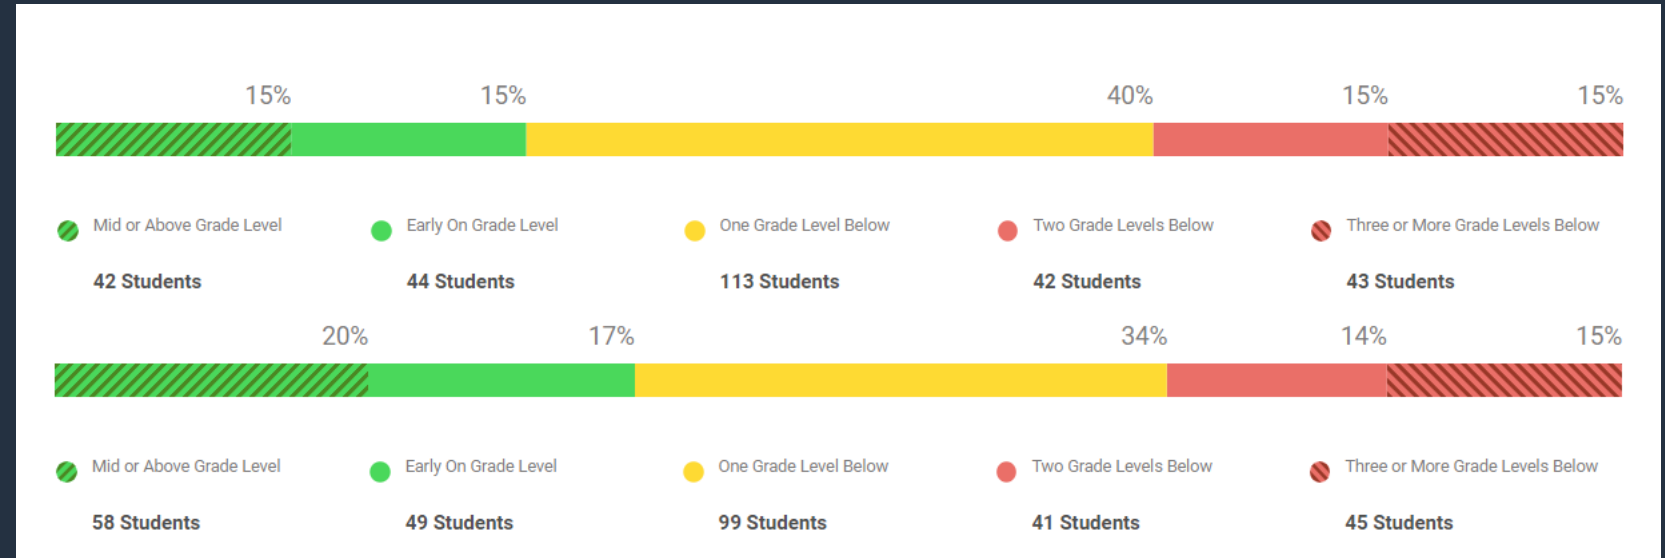 15% 15% 40% 15% 15%
Mid or Above Grade Level Early On Grade Level One Grade Level Below Two Grade Levels Below Three or More Grade Levels Below
42 Students 44 Students 113 Students 42 Students 43 Students
20% 17% 34% 14% 15%
Mid or Above Grade Level Early On Grade Level One Grade Level Below Two Grade Levels Below Three or More Grade Levels Below
58 Students 49 Students 99 Students 41 Students 45 Students